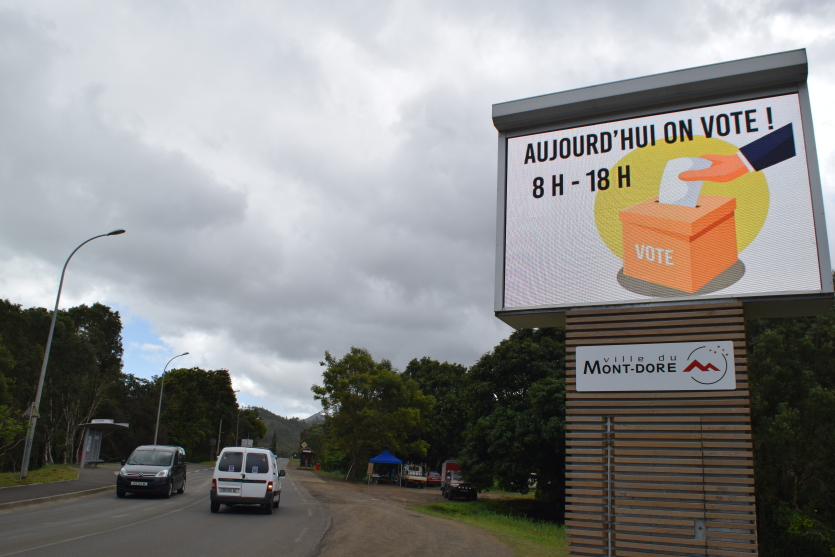 AUJOURD'HUI ON VOTE !
8 H - 18 H
VOTE
ville du
MONT-DORE